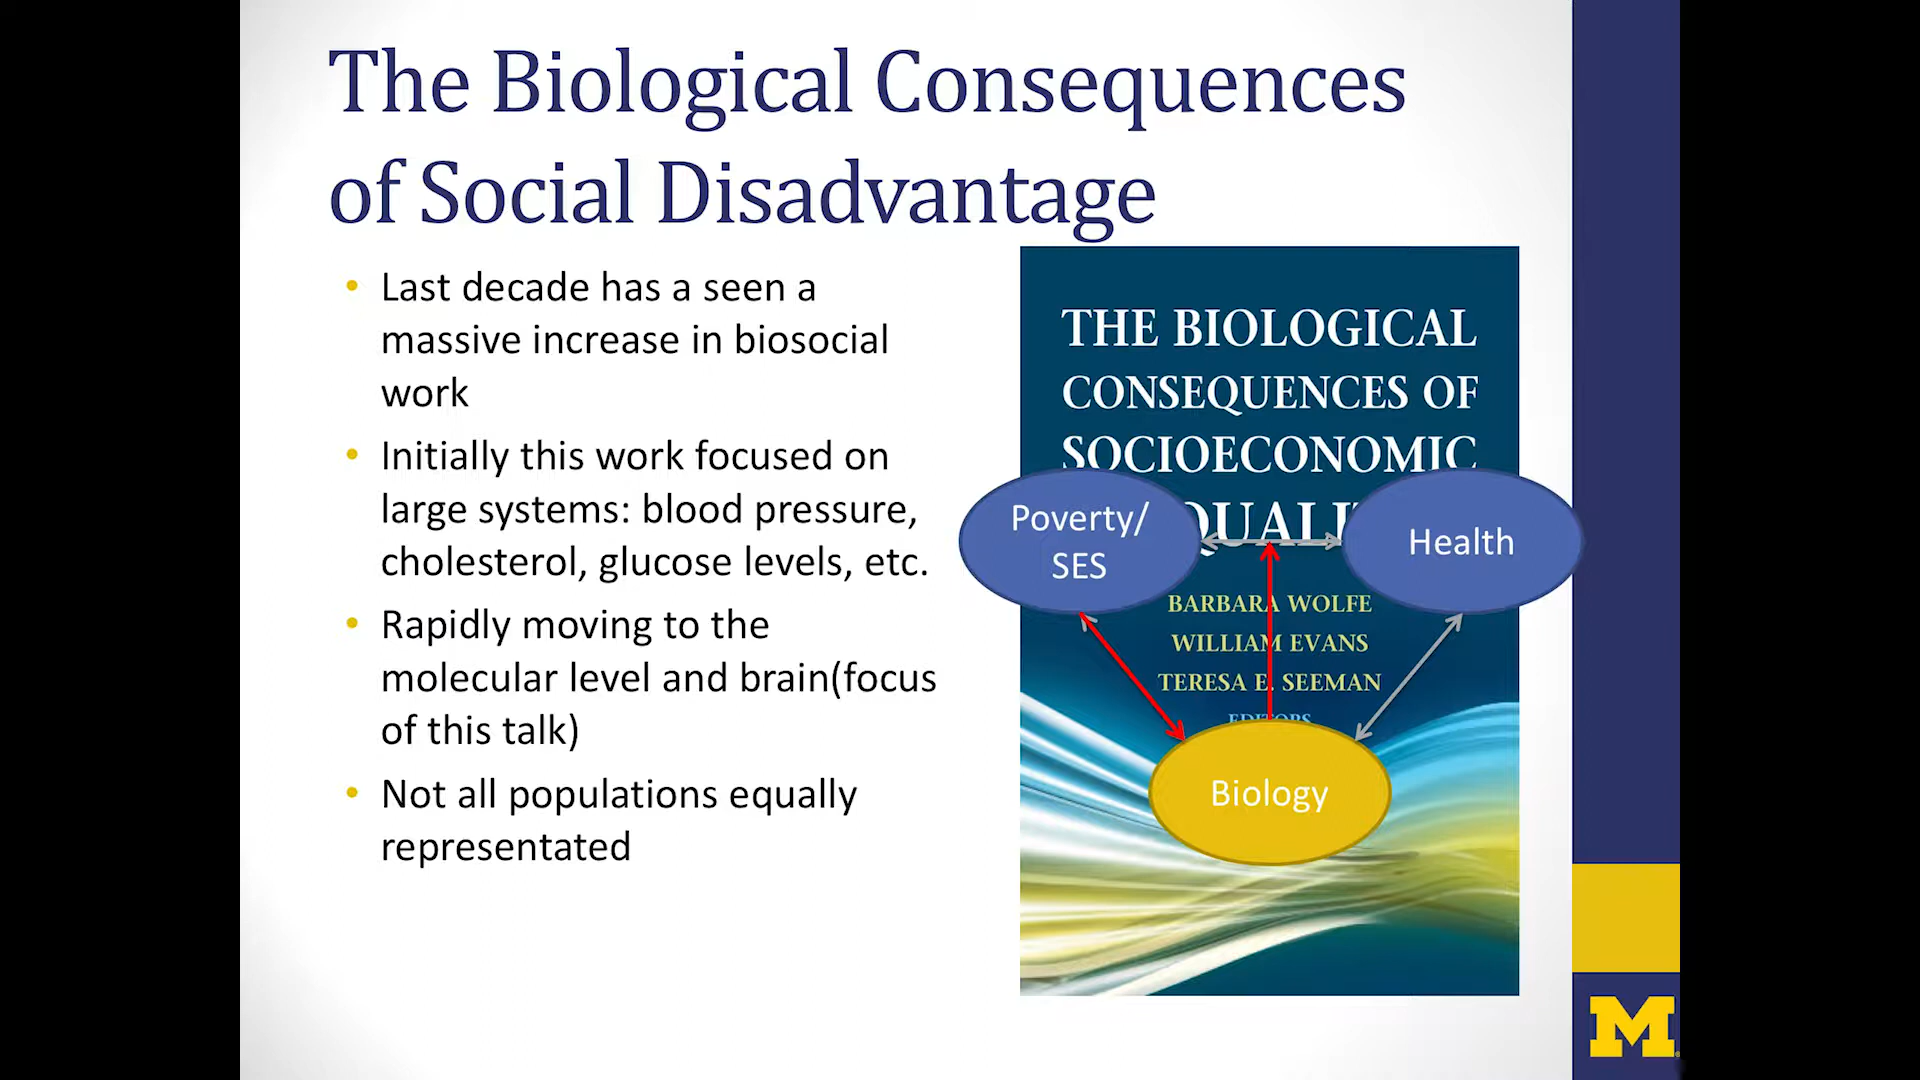 The Biological Consequences
of Social Disadvantage
Last decade has a seen a
massive increase in biosocial
work
Initially this work focused on
large systems: blood pressure,
cholesterol, glucose levels, etc.
Rapidly moving to the
molecular level and brain(focus
of this talk)
Not all populations equally
representated
THE BIOLOGICAL
CONSEQUENCES OF
SOCIOECONOMIC
QUALI
Poverty/
SES
Health
BARBARA WOLFE
WILLIAM EVANS
TERESA E. SEEMAN
EDITORS
Biology
M